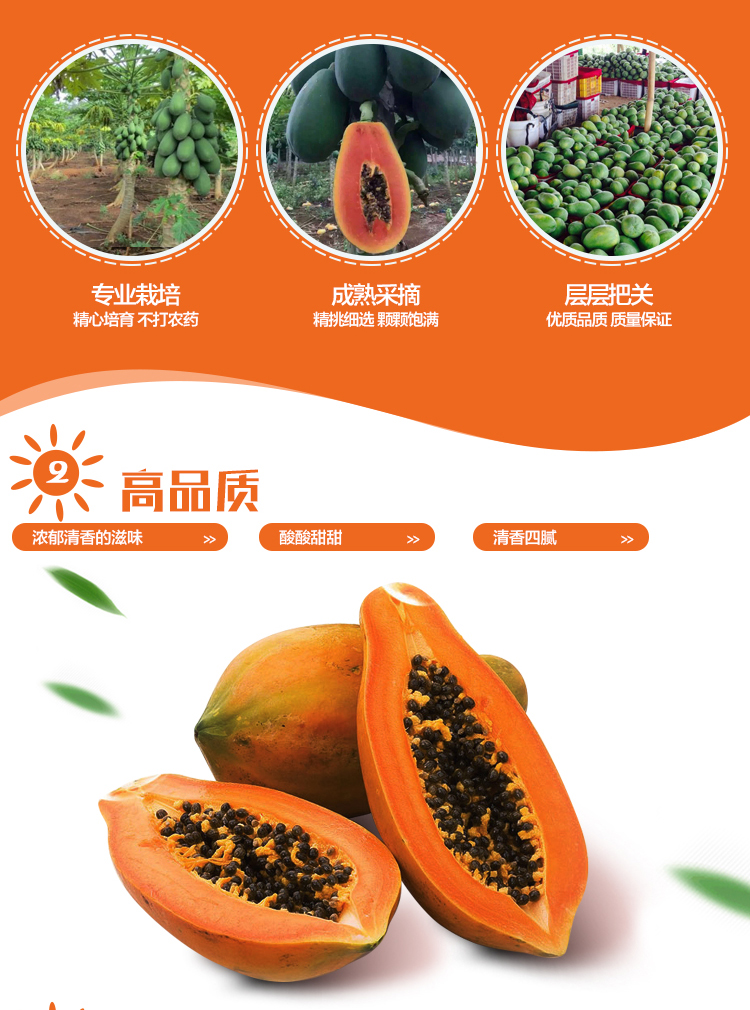 专业栽培
精心培育 不打农药
成熟采摘
精挑细选 颗颗饱满
层层把关
优质品质 质量保证
2
高品质
浓郁清香的滋味 >>
酸酸甜甜 >>
清香四腻 >>